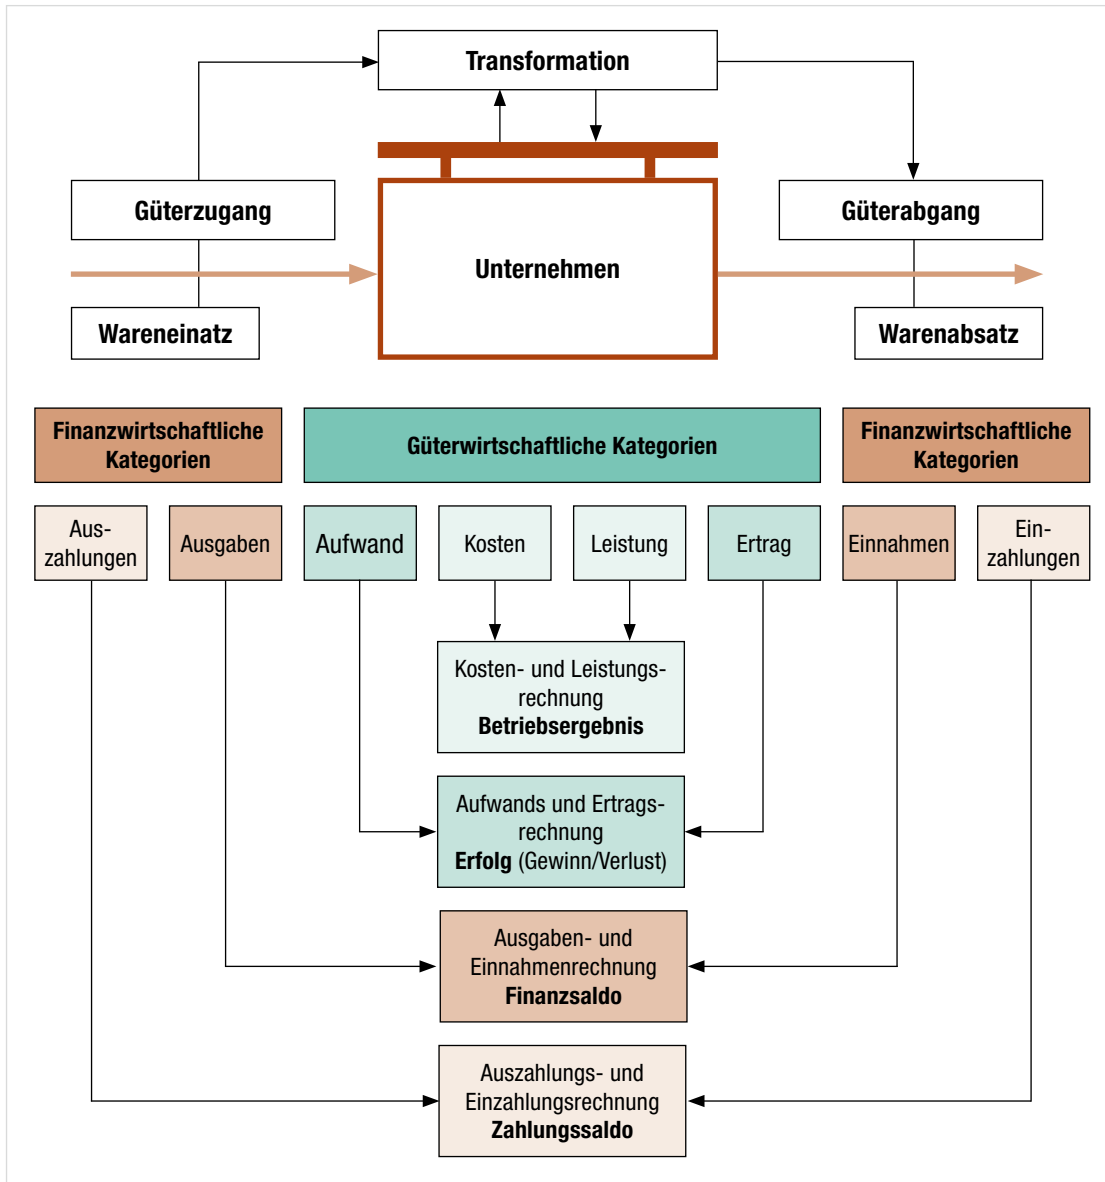 Transformation
Güterzugang
Güterabgang
Unternehmen
Wareneinatz
Warenabsatz
Finanzwirtschaftliche
Kategorien
Güterwirtschaftliche Kategorien
Finanzwirtschaftliche
Kategorien
Aus-
zahlungen
Ausgaben
Aufwand
Kosten
Leistung
Ertrag
Einnahmen
Ein-
zahlungen
Kosten- und Leistungs-
rechnung
Betriebsergebnis
Aufwands und Ertrags-
rechnung
Erfolg (Gewinn/Verlust)
Ausgaben- und
Einnahmenrechnung
Finanzsaldo
Auszahlungs- und
Einzahlungsrechnung
Zahlungssaldo